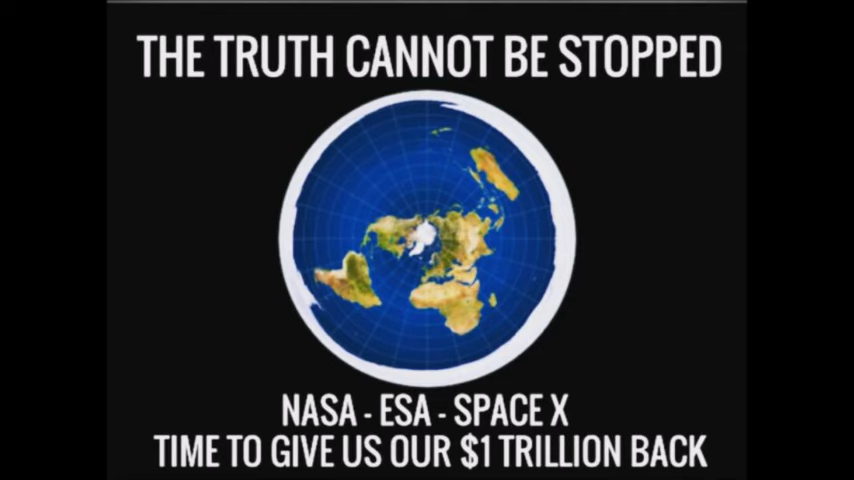 THE TRUTH CANNOT BE STOPPED
NASA - ESA - SPACE X
TIME TO GIVE US OUR $1 TRILLION BACK